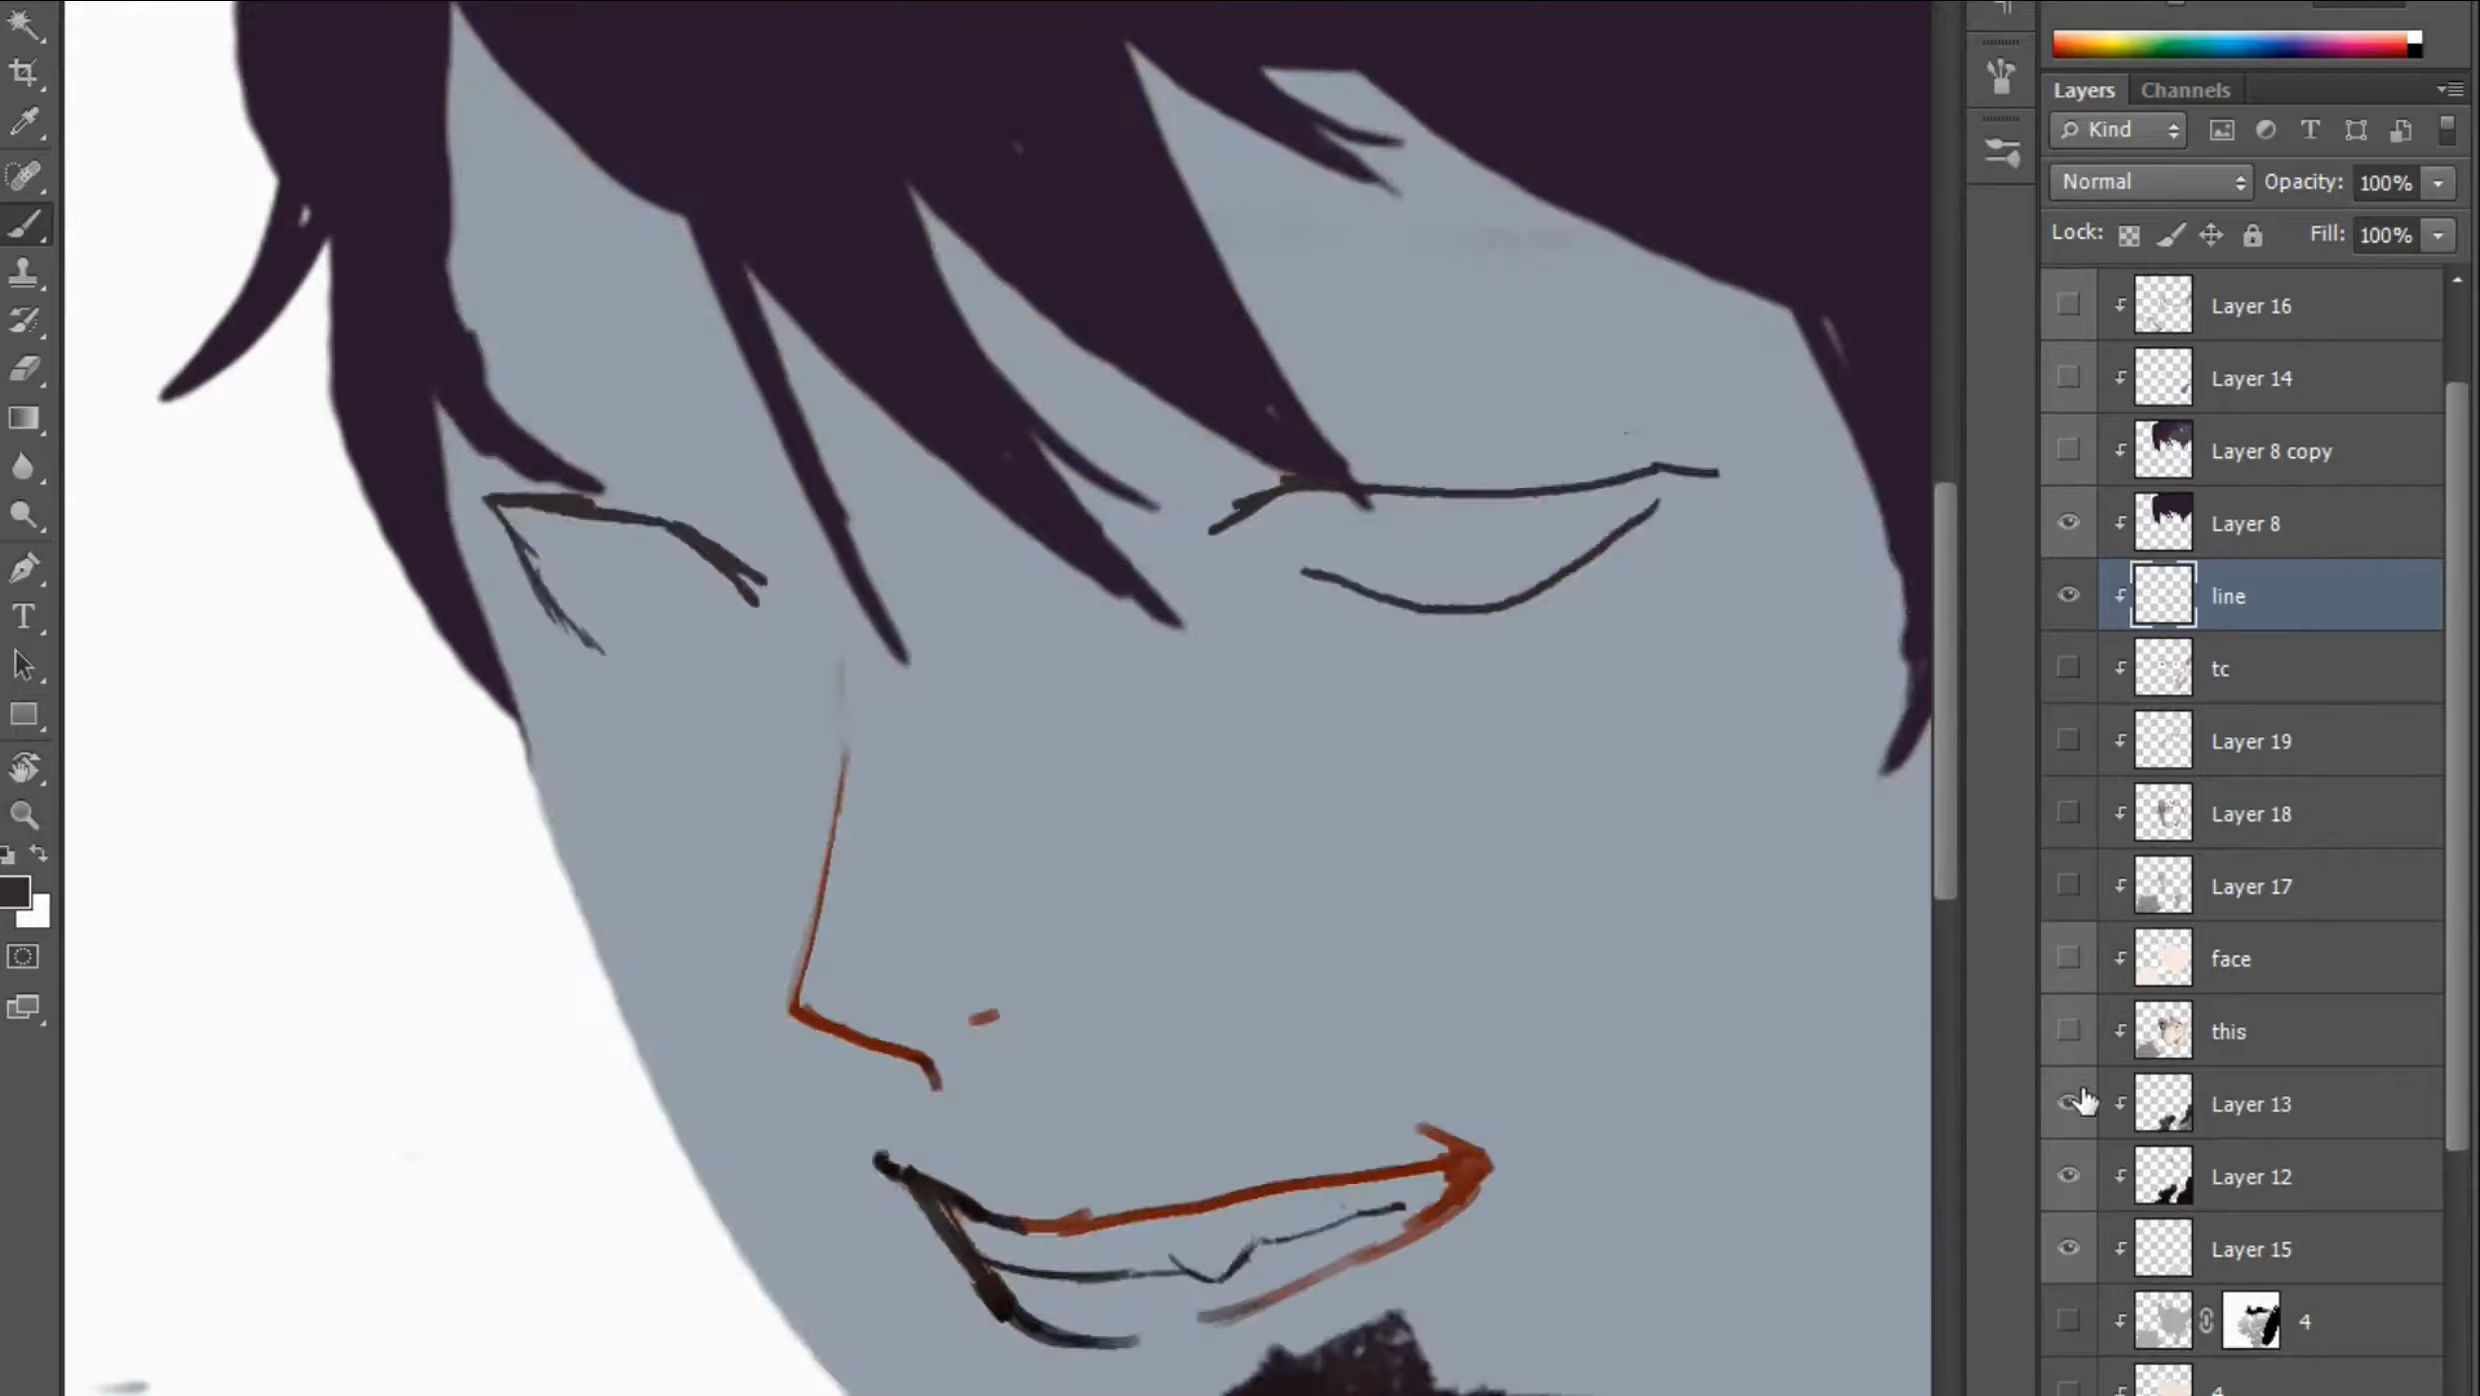 Layers Channels
Kind
Normal Opacity: 100%
Lock: Fill: 100%
Layer 16
Layer 14
Layer 8 copy
Layer 8
line
tc
Layer 19
Layer 18
Layer 17
face
this
Layer 13
Layer 12
Layer 15
4